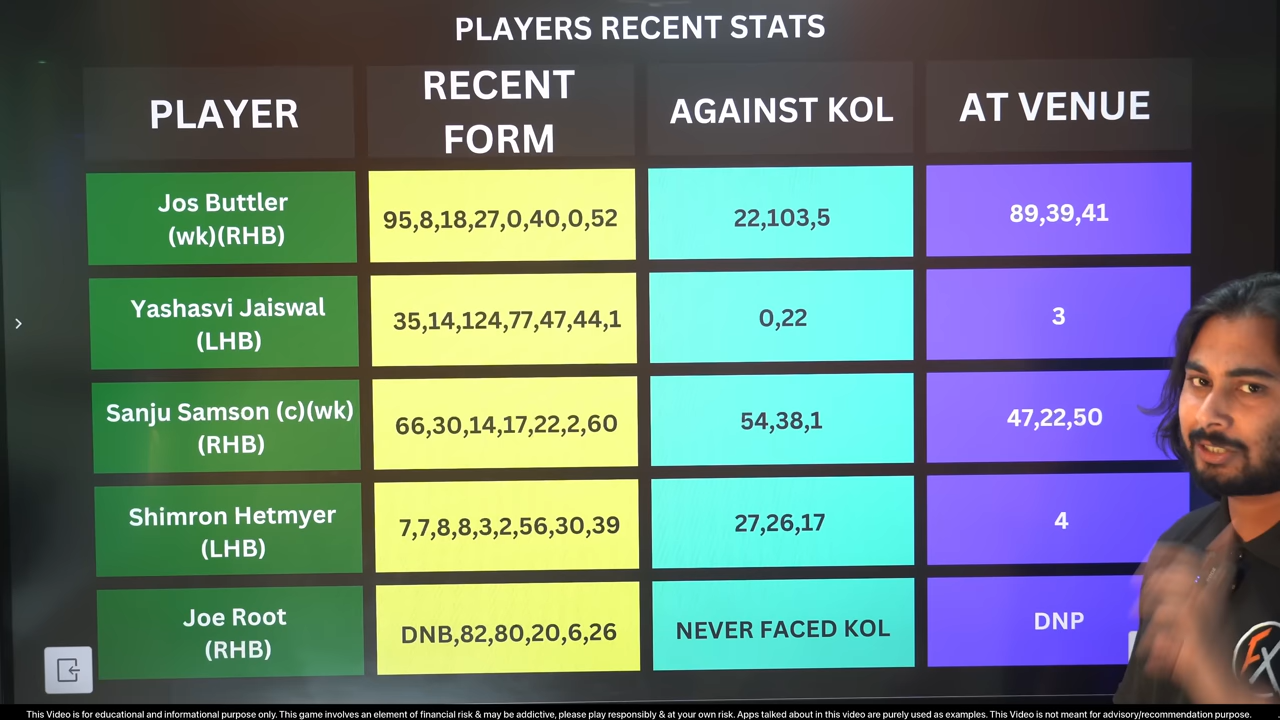 PLAYERS RECENT STATS
PLAYER
RECENT
FORM
AGAINST KOL
AT VENUE
Jos Buttler
(wk)(RHB)
95,8,18,27,0,40,0,52
22,103,5
89,39,41
Yashasvi Jaiswal
(LHB)
35,14,124,77,47,44,1
0,22
3
Sanju Samson (c)(wk)
(RHB)
66,30,14,17,22,2,60
54,38,1
47,22,50
Shimron Hetmyer
(LHB)
7,7,8,8,3,2,56,30,39
27,26,17
4
Joe Root
(RHB)
DNB,82,80,20,6,26
NEVER FACED KOL
DNP
FX
This Video is for educational and informational purpose only. This game involves an element of financial risk & may be addictive, please play responsibly & at your own risk. Apps talked about in this video are purely used as examples. This Video is not meant for advisory/recommendation purpose.